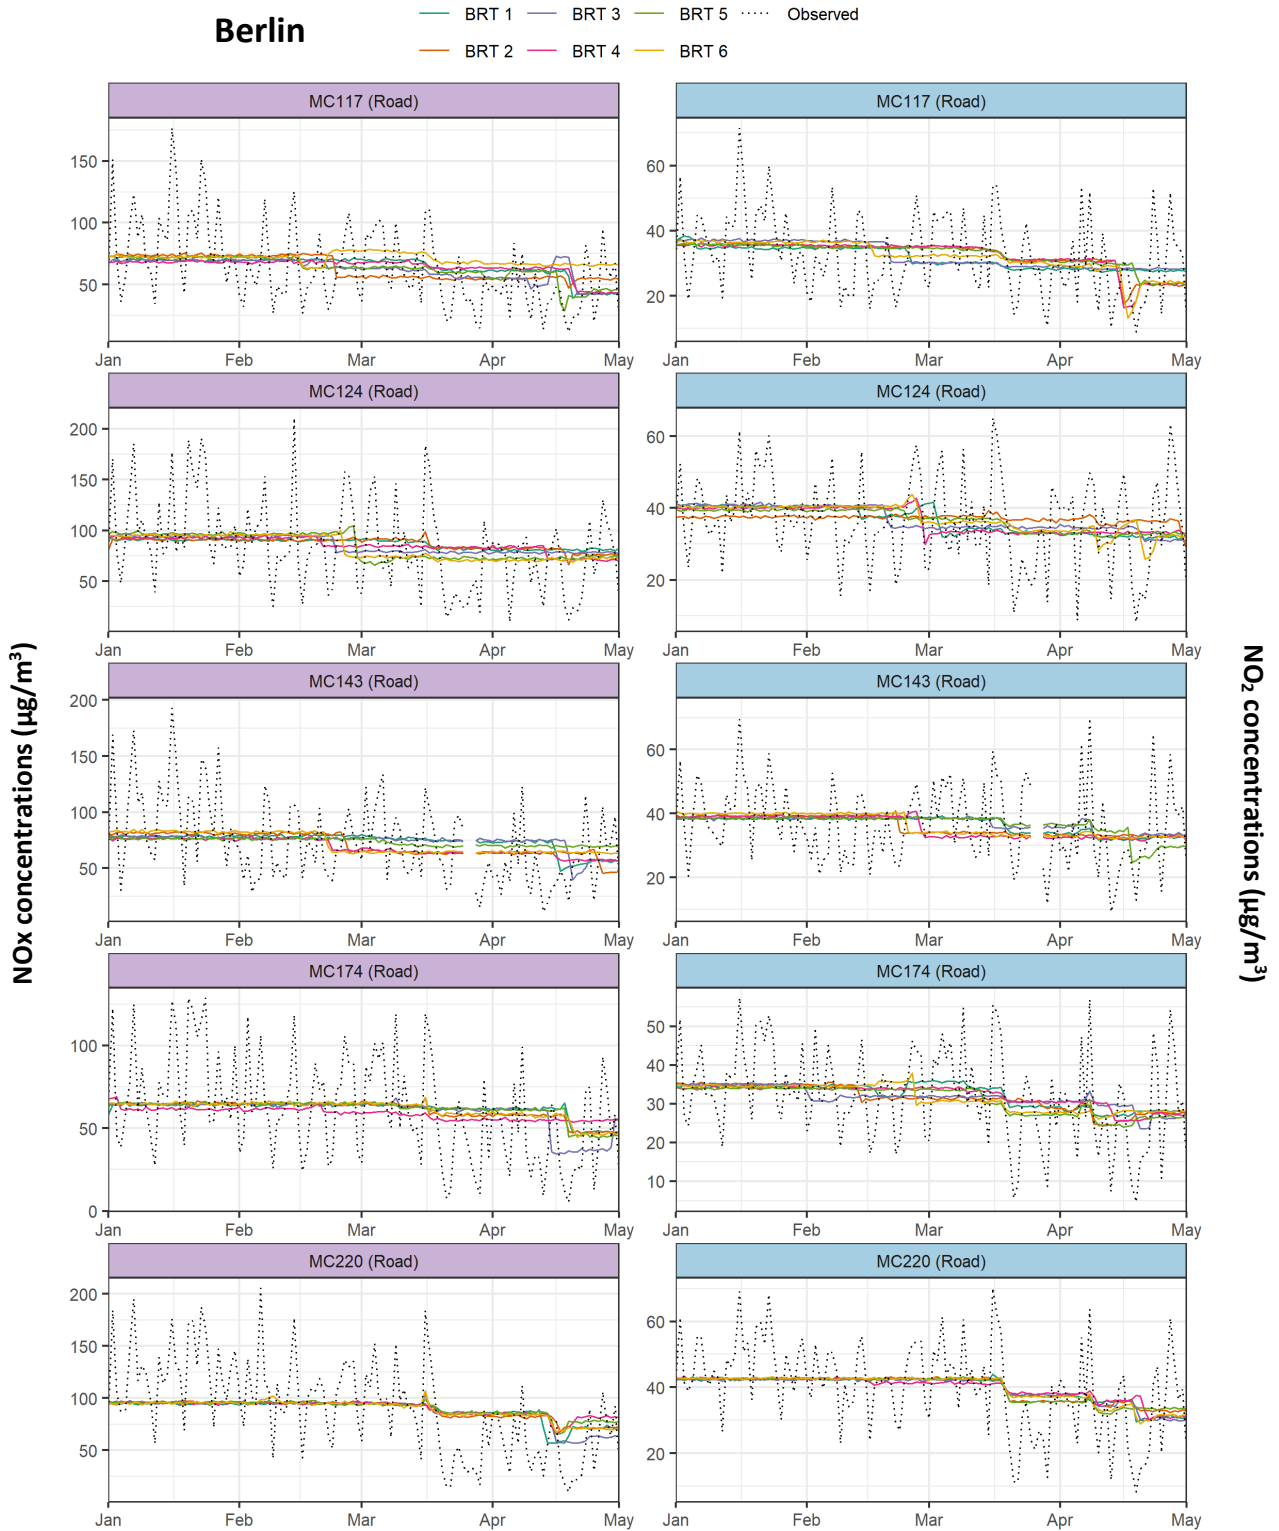 Berlin
BRT 1 BRT 3 BRT 5 Observed
BRT 2 BRT 4 BRT 6
NOx concentrations (µg/m³)
NO₂ concentrations (µg/m³)
MC117 (Road)
150
100
50
Jan Feb Mar Apr May
MC117 (Road)
60
40
20
Jan Feb Mar Apr May
MC124 (Road)
200
150
100
50
Jan Feb Mar Apr May
MC124 (Road)
60
40
20
Jan Feb Mar Apr May
MC143 (Road)
200
150
100
50
Jan Feb Mar Apr May
MC143 (Road)
60
40
20
Jan Feb Mar Apr May
MC174 (Road)
100
50
0
Jan Feb Mar Apr May
MC174 (Road)
50
40
30
20
10
Jan Feb Mar Apr May
MC220 (Road)
200
150
100
50
Jan Feb Mar Apr May
MC220 (Road)
60
40
20
Jan Feb Mar Apr May